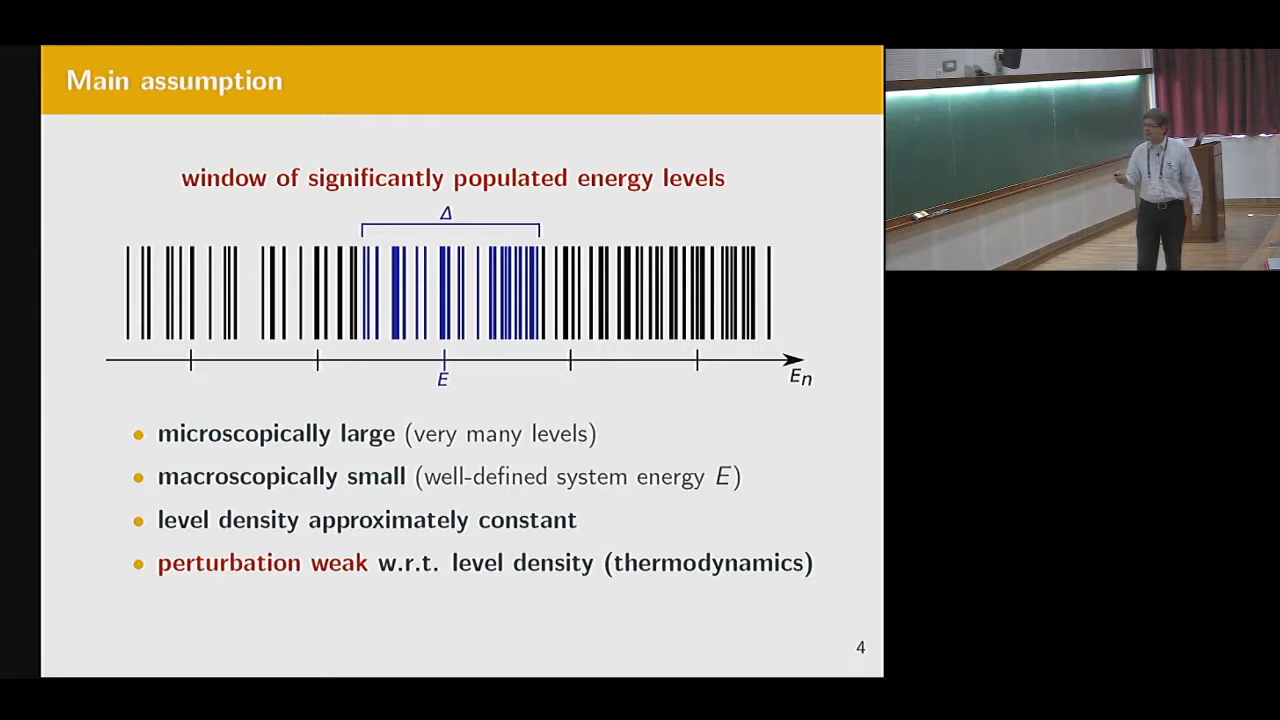 Main assumption
window of significantly populated energy levels
Δ
E
En
• microscopically large (very many levels)
• macroscopically small (well-defined system energy E)
• level density approximately constant
• perturbation weak w.r.t. level density (thermodynamics)
4